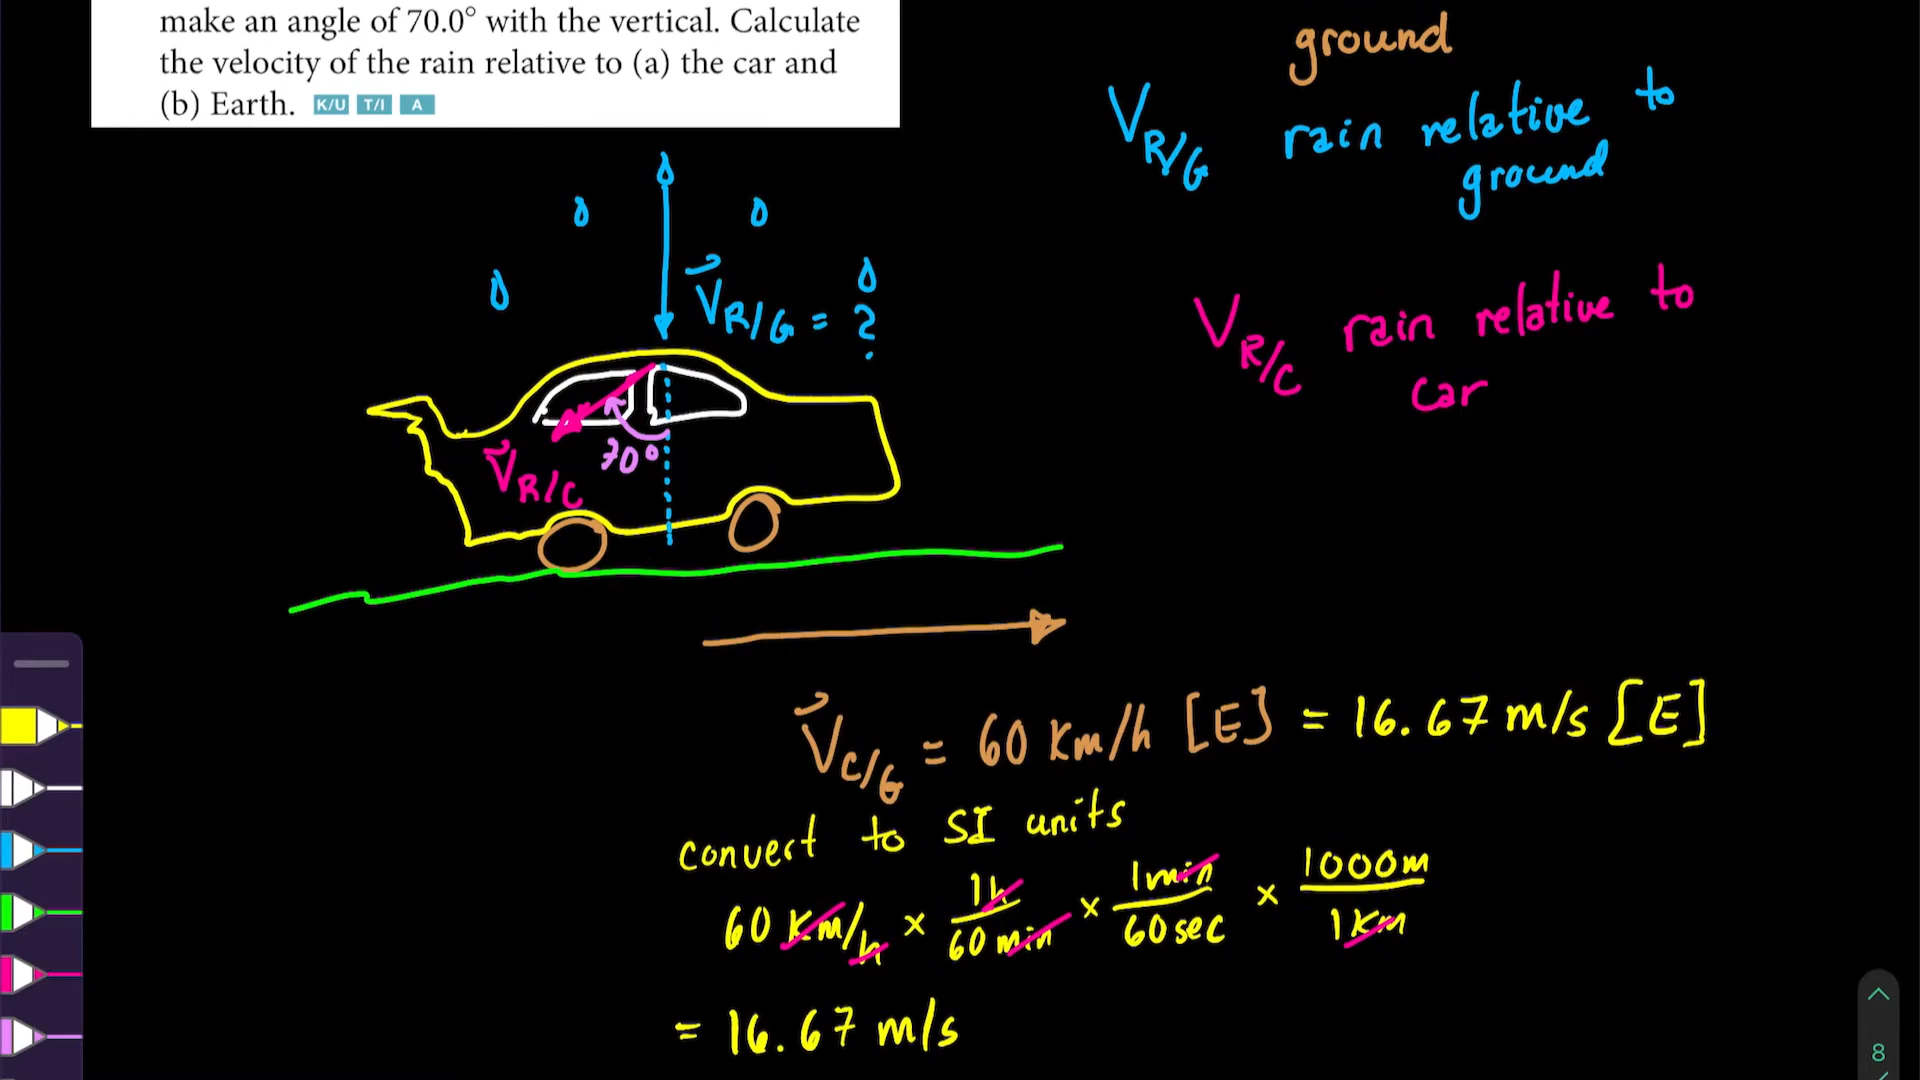 make an angle of 70.0° with the vertical. Calculate
the velocity of the rain relative to (a) the car and
(b) Earth. K/U T/I A
ground
V R/G rain relative to
ground
V R/G = ?
V R/C rain relative to
car
70°
V R/C
V C/G = 60 Km/h [E] = 16.67 m/s [E]
convert to SI units
60 Km/h × 1h/60 min × 1min/60sec × 1000m/1Km
= 16.67 m/s
8